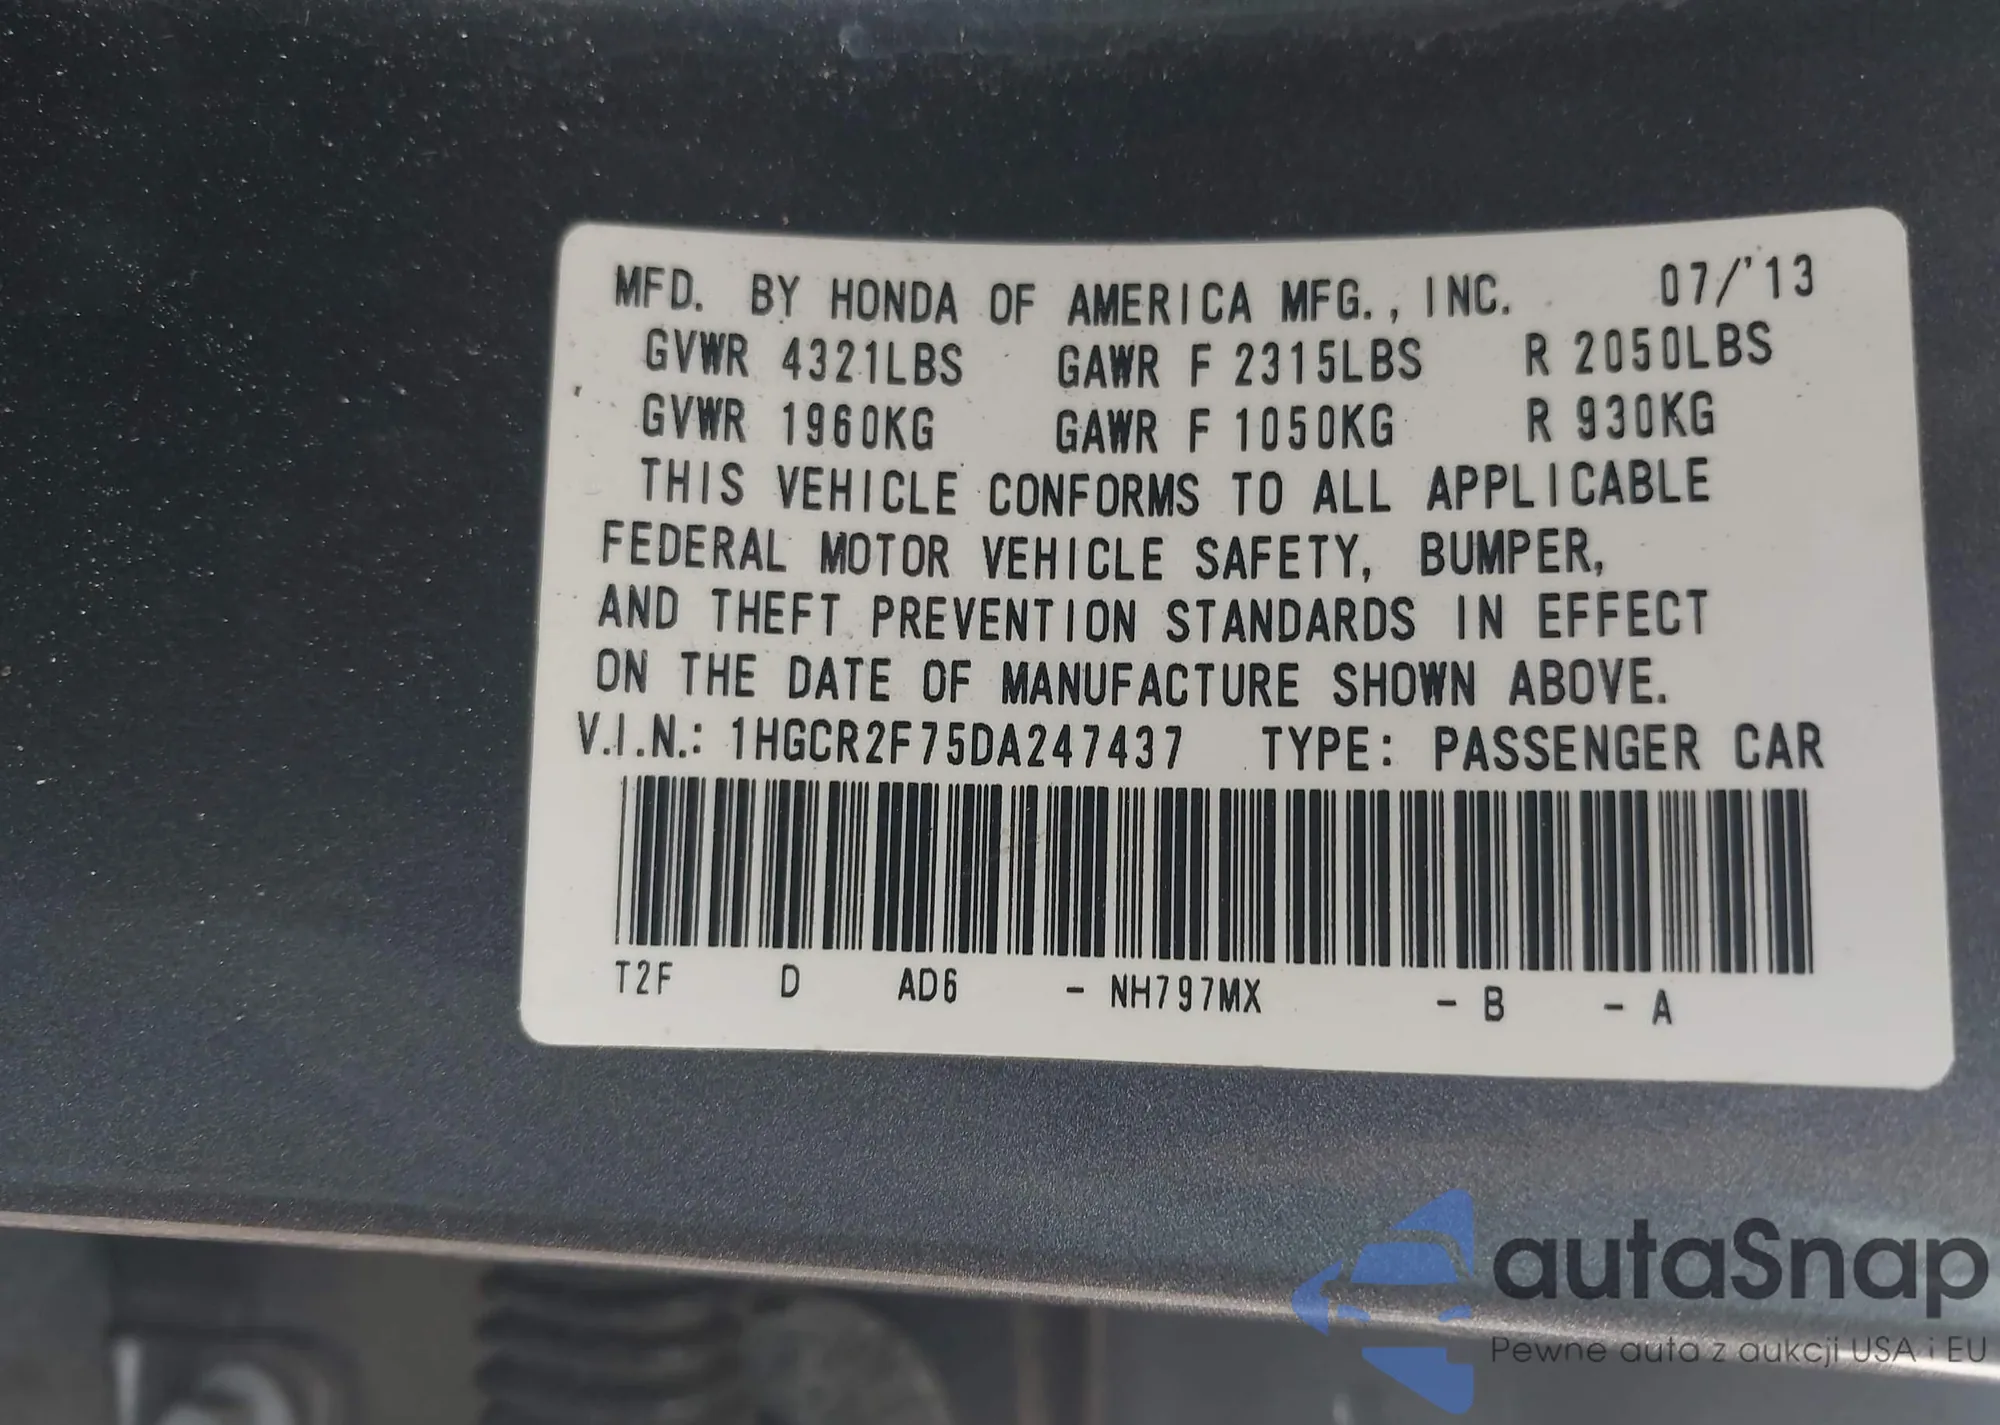 MFD. BY HONDA OF AMERICA MFG., INC. 07/'13
GVWR 4321LBS GAWR F 2315LBS R 2050LBS
GVWR 1960KG GAWR F 1050KG R 930KG
THIS VEHICLE CONFORMS TO ALL APPLICABLE
FEDERAL MOTOR VEHICLE SAFETY, BUMPER,
AND THEFT PREVENTION STANDARDS IN EFFECT
ON THE DATE OF MANUFACTURE SHOWN ABOVE.
V.I.N.: 1HGCR2F75DA247437 TYPE: PASSENGER CAR
T2F D AD6 - NH797MX - B - A
autaSnap
Pewne auta z aukcji USA i EU